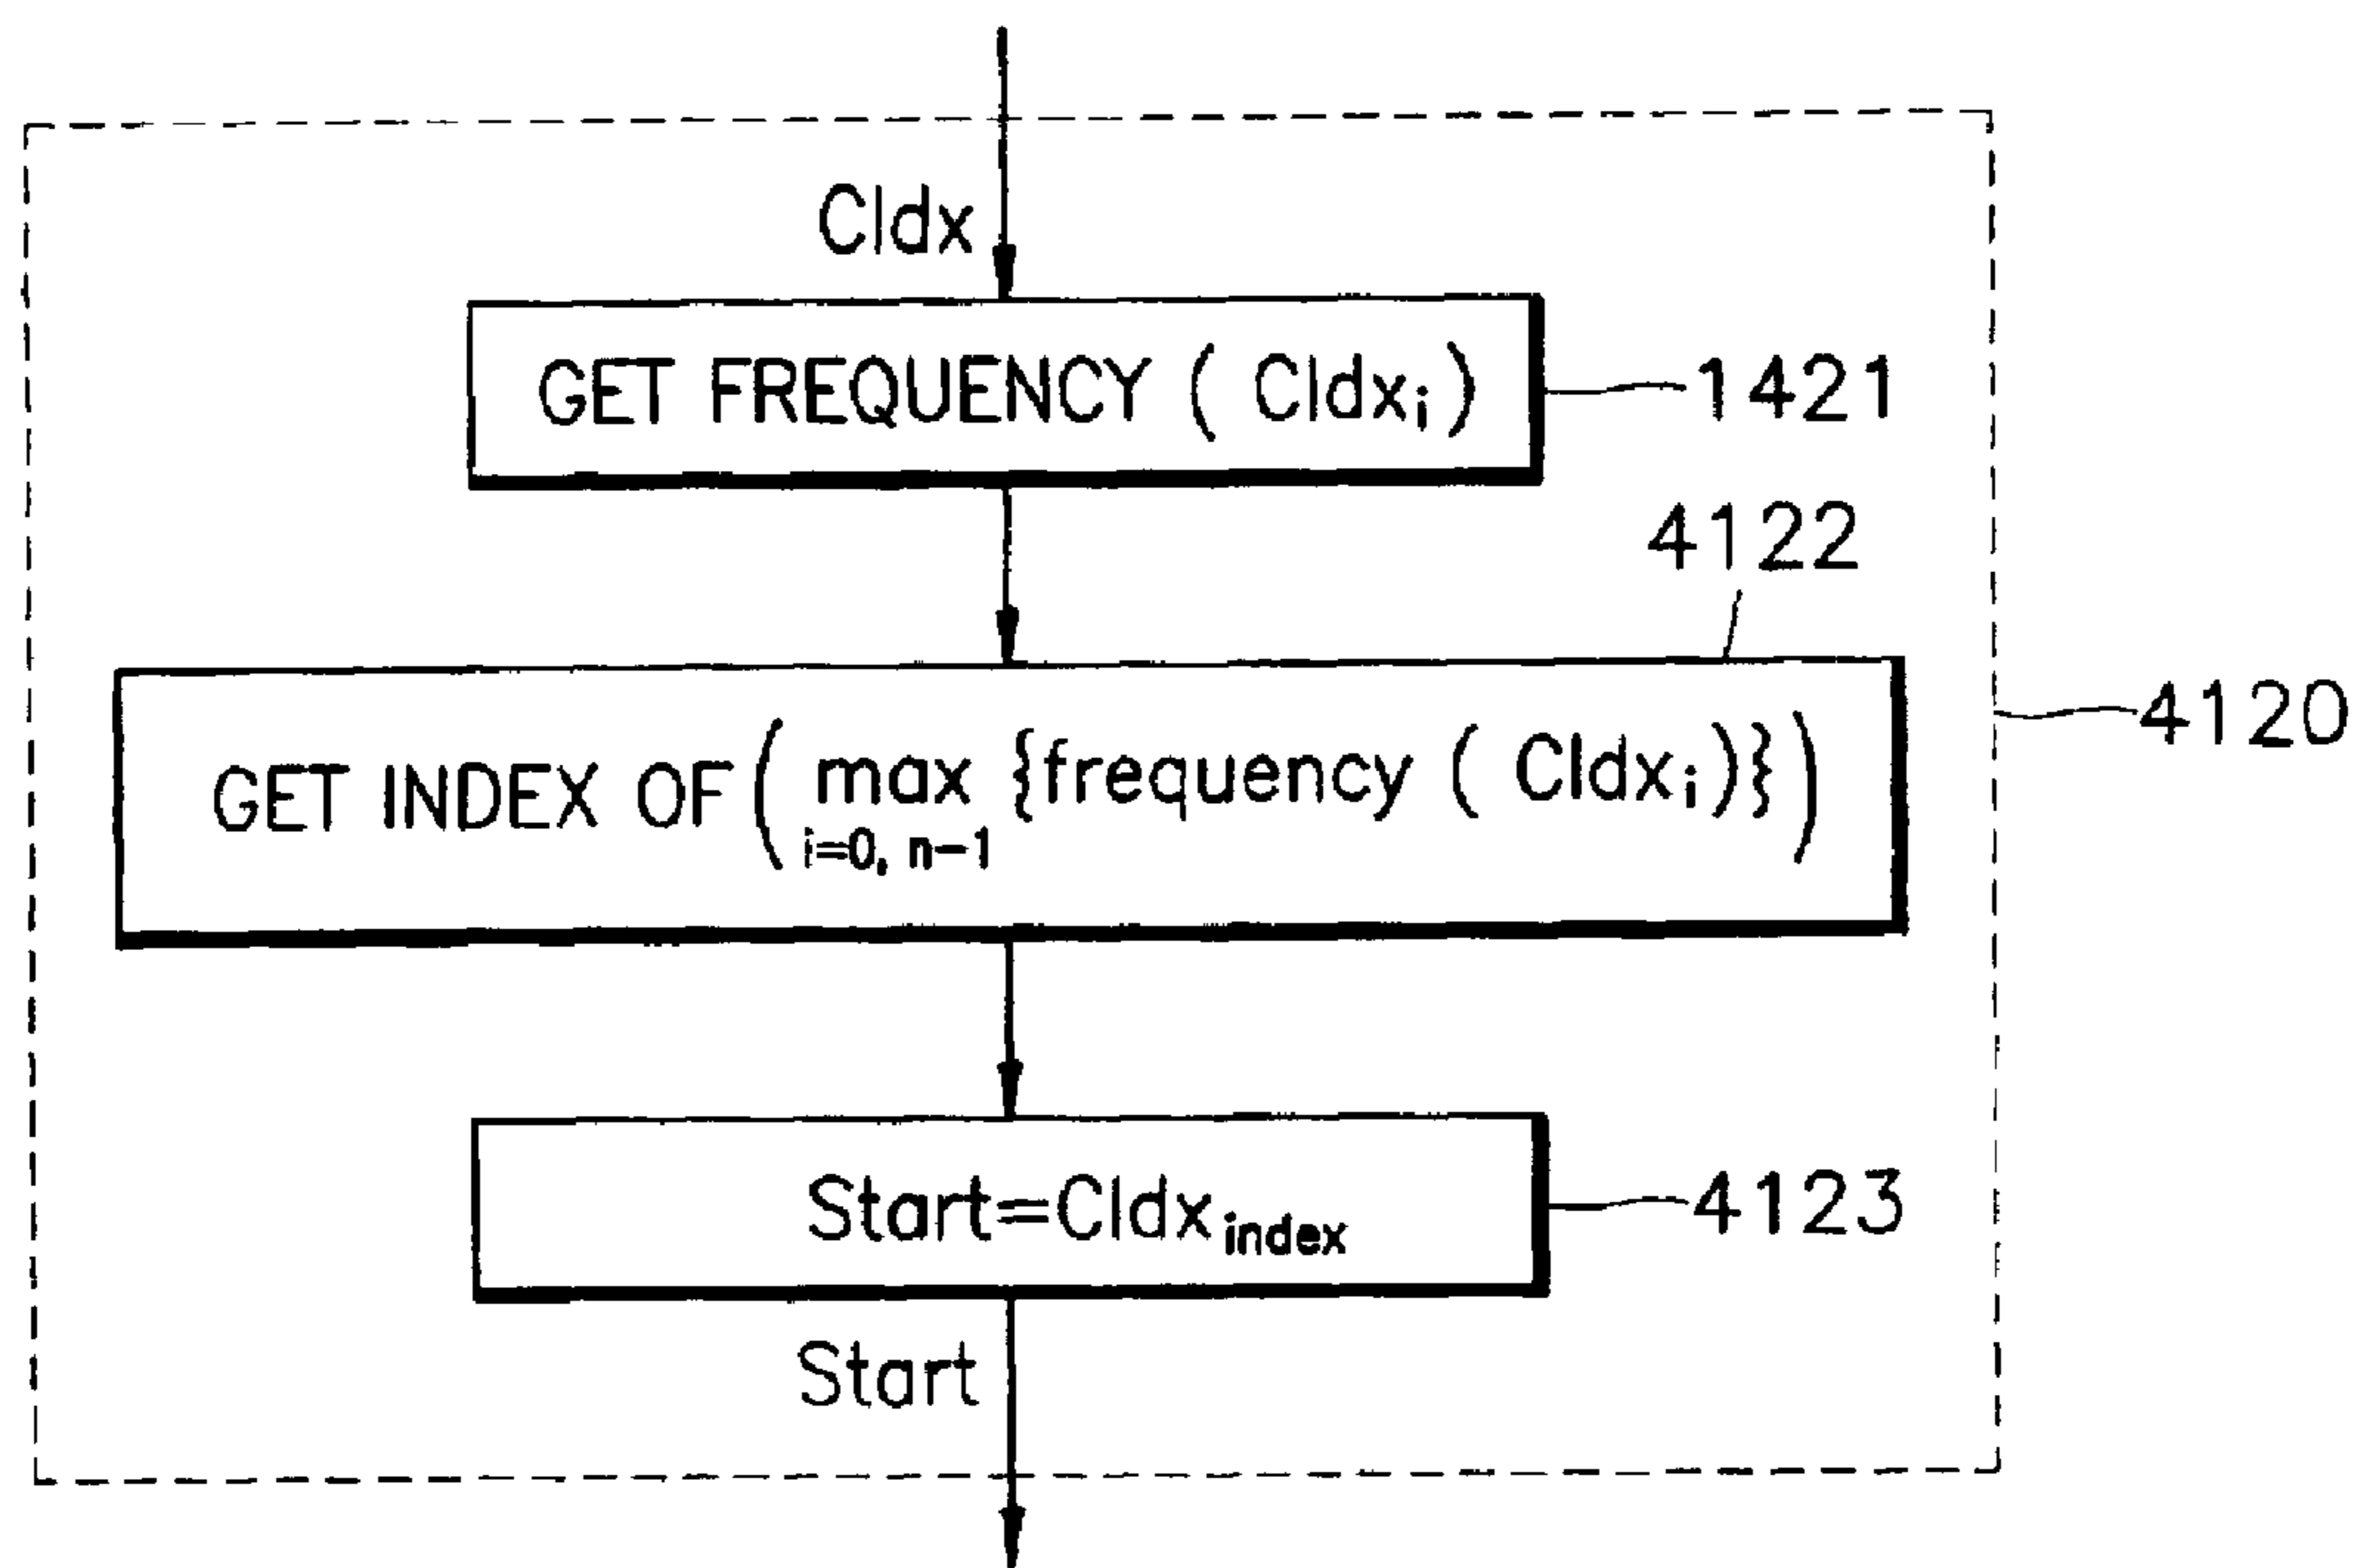 CIdx
GET FREQUENCY ( CIdxi )
1421
4122
GET INDEX OF ( max {frequency ( CIdxi )} )
i=0, n-1
4120
Start=CIdxindex
4123
Start